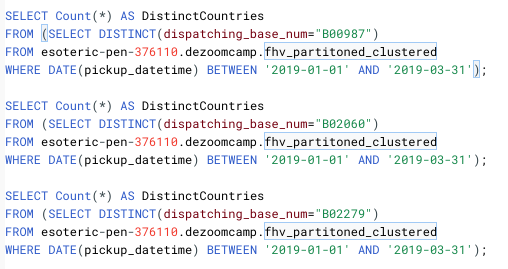 SELECT Count(*) AS DistinctCountries
FROM (SELECT DISTINCT(dispatching_base_num="B00987")
FROM esoteric-pen-376110.dezoomcamp.fhv_partitoned_clustered
WHERE DATE(pickup_datetime) BETWEEN '2019-01-01' AND '2019-03-31');
SELECT Count(*) AS DistinctCountries
FROM (SELECT DISTINCT(dispatching_base_num="B02060")
FROM esoteric-pen-376110.dezoomcamp.fhv_partitoned_clustered
WHERE DATE(pickup_datetime) BETWEEN '2019-01-01' AND '2019-03-31');
SELECT Count(*) AS DistinctCountries
FROM (SELECT DISTINCT(dispatching_base_num="B02279")
FROM esoteric-pen-376110.dezoomcamp.fhv_partitoned_clustered
WHERE DATE(pickup_datetime) BETWEEN '2019-01-01' AND '2019-03-31');